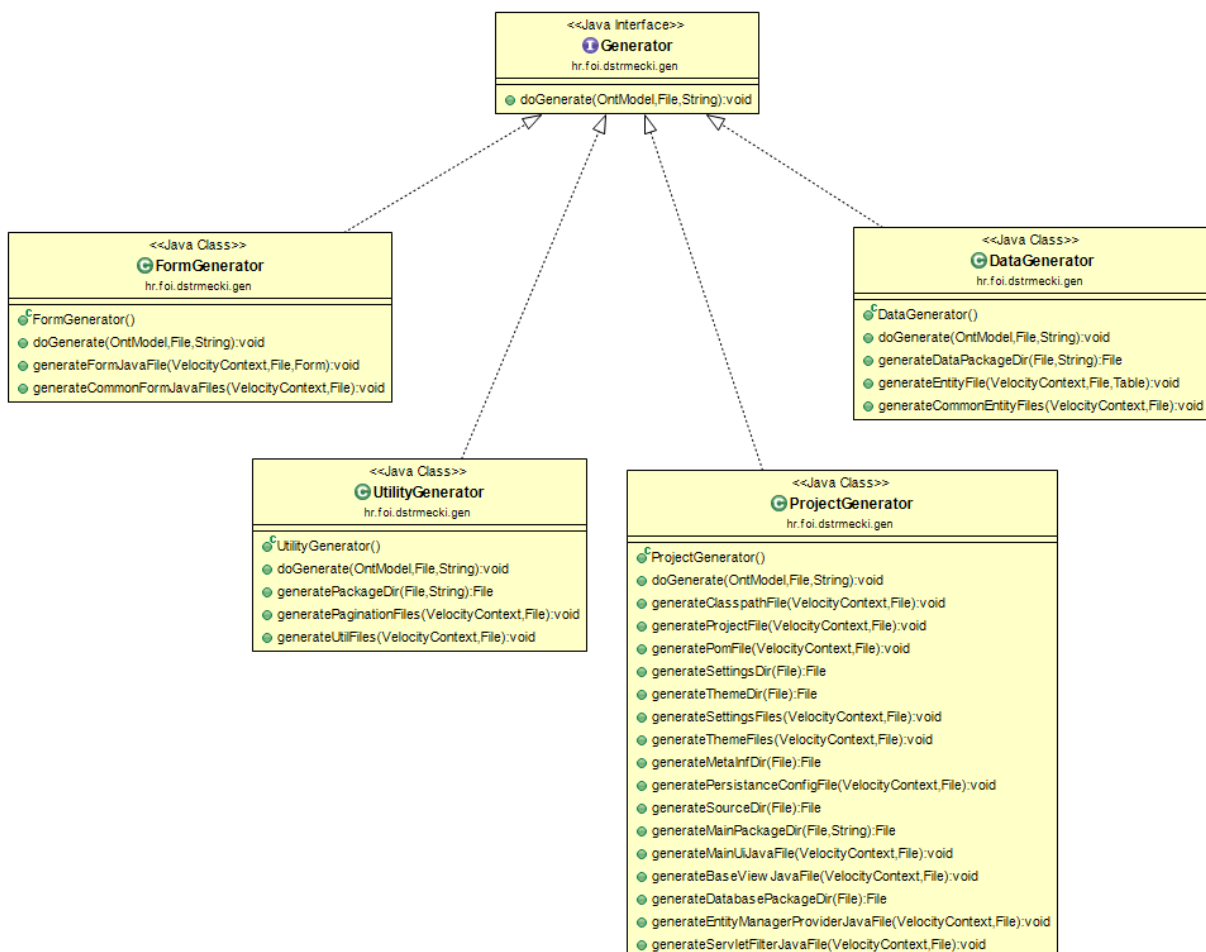 <<Java Interface>>
Generator
hr.foi.dstrmecki.gen
doGenerate(OntModel,File,String):void
<<Java Class>>
FormGenerator
hr.foi.dstrmecki.gen
FormGenerator()
doGenerate(OntModel,File,String):void
generateFormJavaFile(VelocityContext,File,Form):void
generateCommonFormJavaFiles(VelocityContext,File):void
<<Java Class>>
DataGenerator
hr.foi.dstrmecki.gen
DataGenerator()
doGenerate(OntModel,File,String):void
generateDataPackageDir(File,String):File
generateEntityFile(VelocityContext,File,Table):void
generateCommonEntityFiles(VelocityContext,File):void
<<Java Class>>
UtilityGenerator
hr.foi.dstrmecki.gen
UtilityGenerator()
doGenerate(OntModel,File,String):void
generatePackageDir(File,String):File
generatePaginationFiles(VelocityContext,File):void
generateUtilFiles(VelocityContext,File):void
<<Java Class>>
ProjectGenerator
hr.foi.dstrmecki.gen
ProjectGenerator()
doGenerate(OntModel,File,String):void
generateClasspathFile(VelocityContext,File):void
generateProjectFile(VelocityContext,File):void
generatePomFile(VelocityContext,File):void
generateSettingsDir(File):File
generateThemeDir(File):File
generateSettingsFiles(VelocityContext,File):void
generateThemeFiles(VelocityContext,File):void
generateMetaInfDir(File):File
generatePersistanceConfigFile(VelocityContext,File):void
generateSourceDir(File):File
generateMainPackageDir(File,String):File
generateMainUiJavaFile(VelocityContext,File):void
generateBaseViewJavaFile(VelocityContext,File):void
generateDatabasePackageDir(File):File
generateEntityManagerProviderJavaFile(VelocityContext,File):void
generateServletFilterJavaFile(VelocityContext,File):void